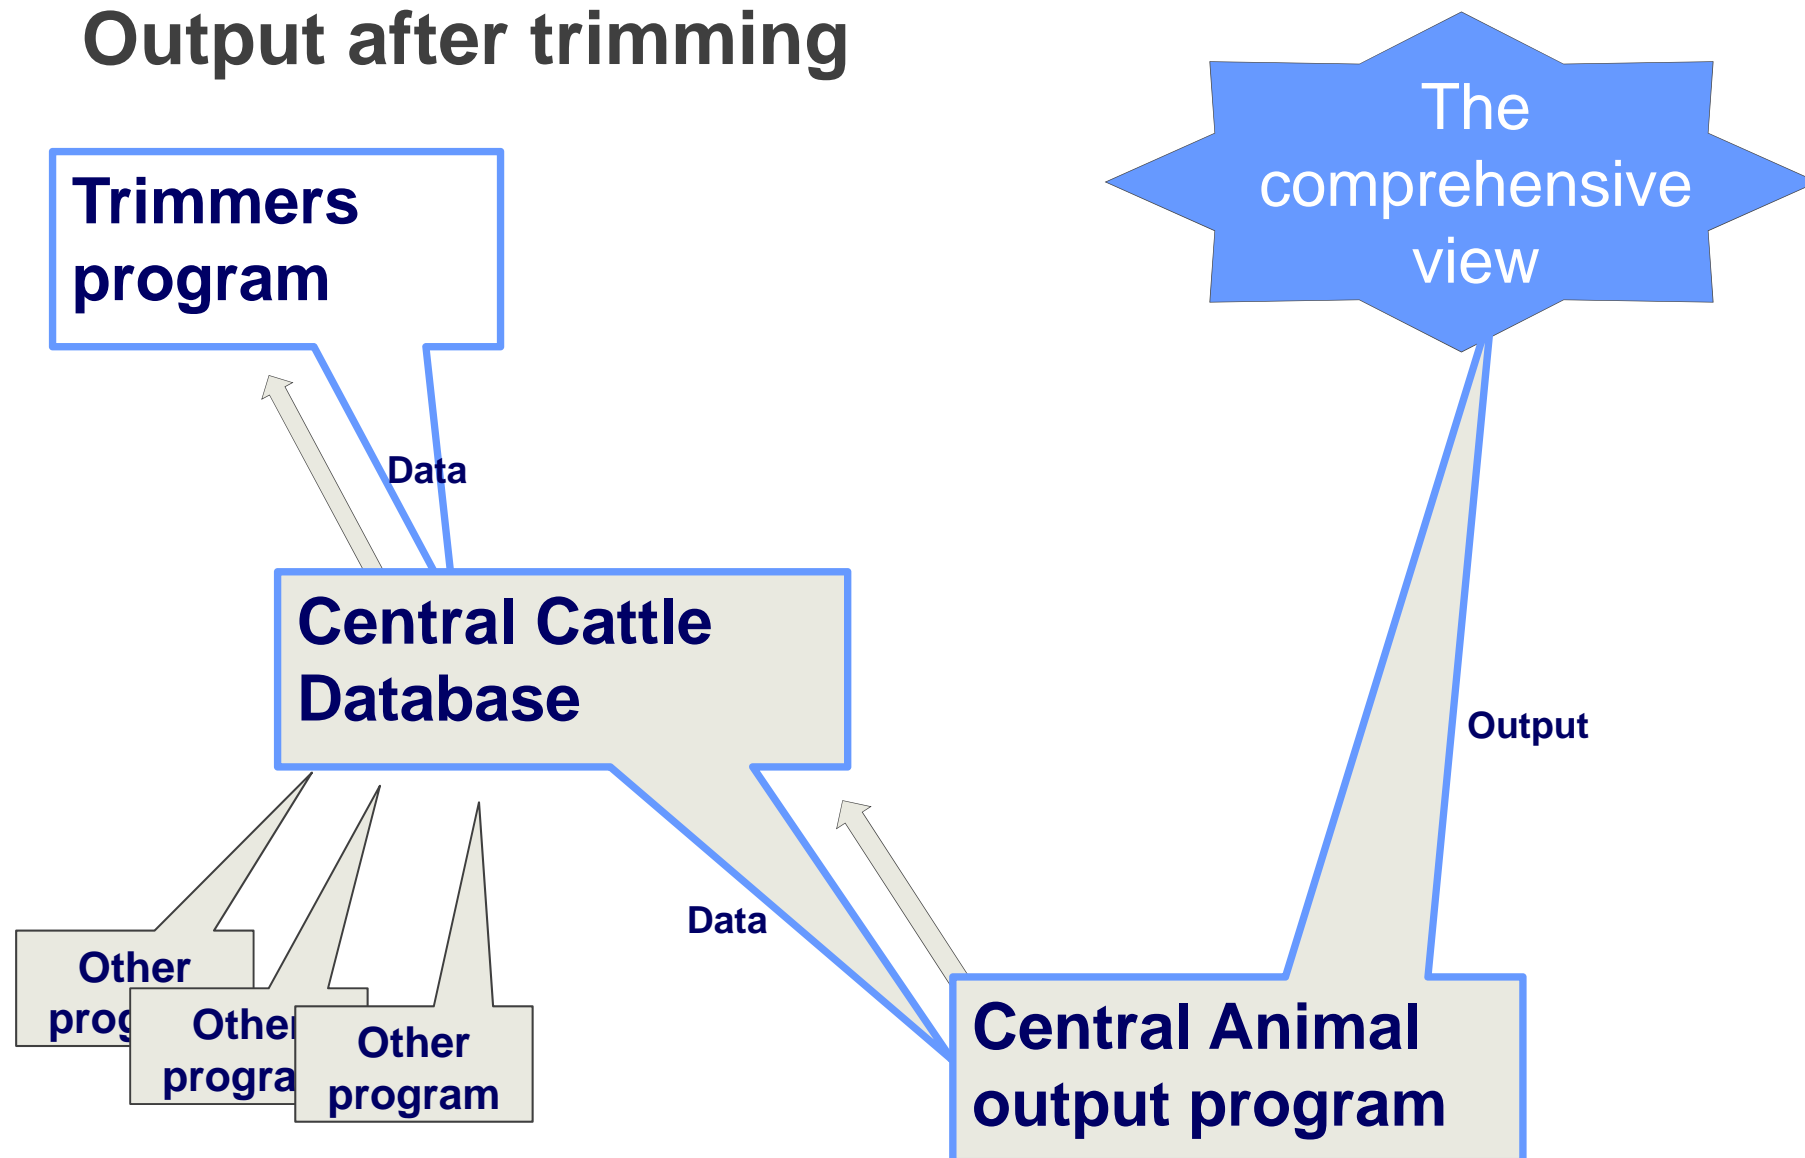 Output after trimming
The
comprehensive
view
Trimmers
program
Data
Central Cattle
Database
Output
Data
Other
prog
Other
progra
Other
program
Central Animal
output program